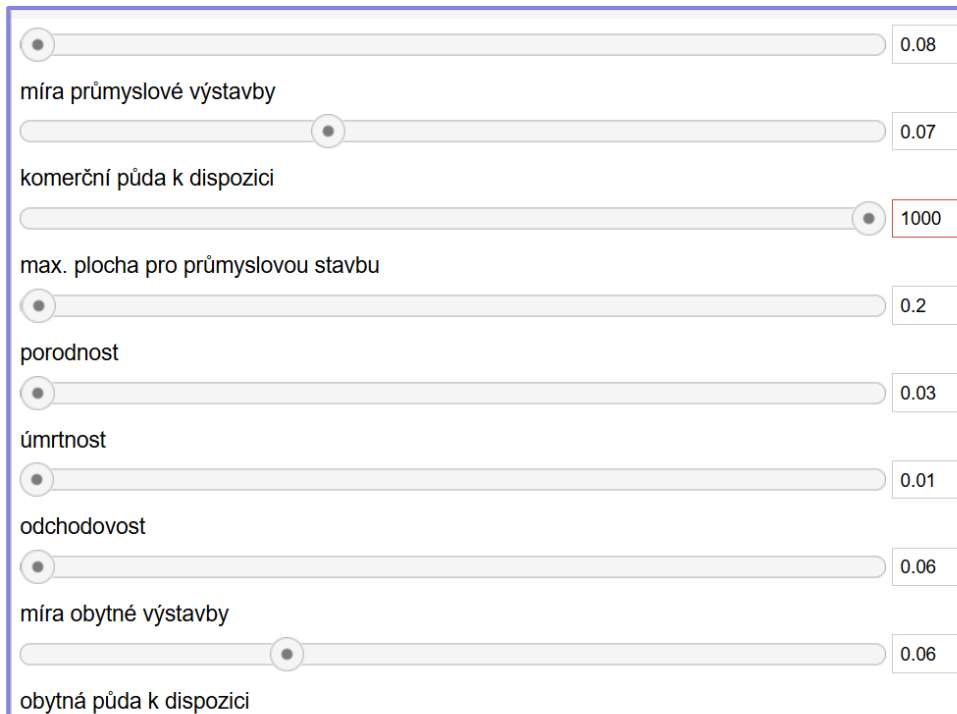 0.08
míra průmyslové výstavby
0.07
komerční půda k dispozici
1000
max. plocha pro průmyslovou stavbu
0.2
porodnost
0.03
úmrtnost
0.01
odchodovost
0.06
míra obytné výstavby
0.06
obytná půda k dispozici